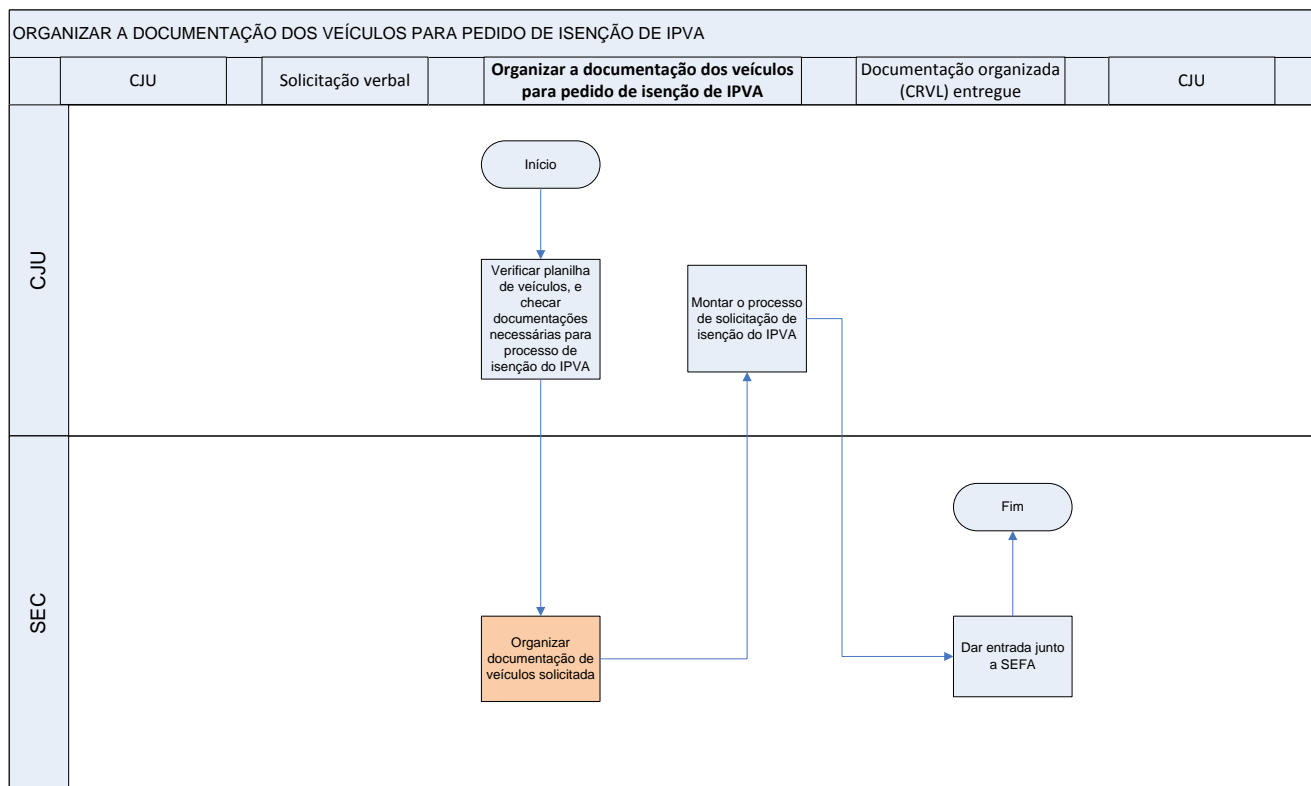 ORGANIZAR A DOCUMENTAÇÃO DOS VEÍCULOS PARA PEDIDO DE ISENÇÃO DE IPVA
CJU
Solicitação verbal
Organizar a documentação dos veículos
para pedido de isenção de IPVA
Documentação organizada
(CRVL) entregue
CJU
CJU
Início
Verificar planilha
de veículos, e
checar
documentações
necessárias para
processo de
isenção do IPVA
Montar o processo
de solicitação de
isenção do IPVA
SEC
Organizar
documentação de
veículos solicitada
Dar entrada junto
a SEFA
Fim